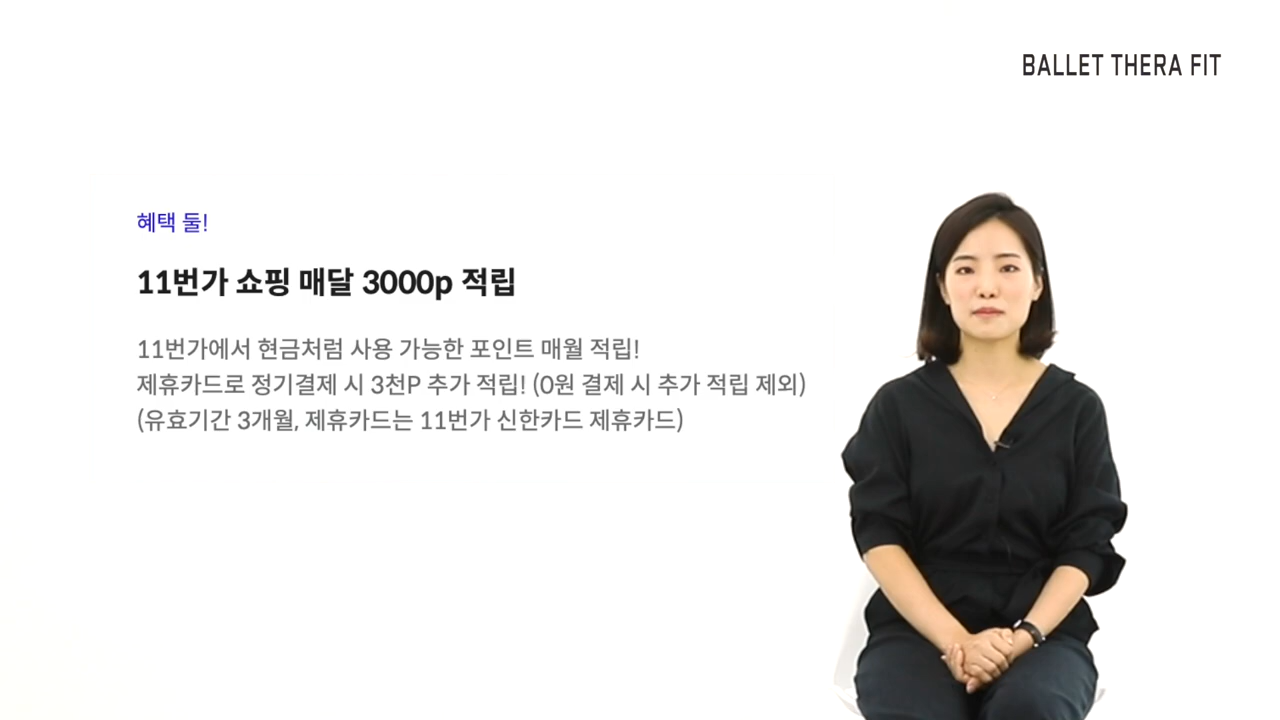 BALLET THERA FIT
혜택 둘!
11번가 쇼핑 매달 3000p 적립
11번가에서 현금처럼 사용 가능한 포인트 매월 적립!
제휴카드로 정기결제 시 3천P 추가 적립! (0원 결제 시 추가 적립 제외)
(유효기간 3개월, 제휴카드는 11번가 신한카드 제휴카드)